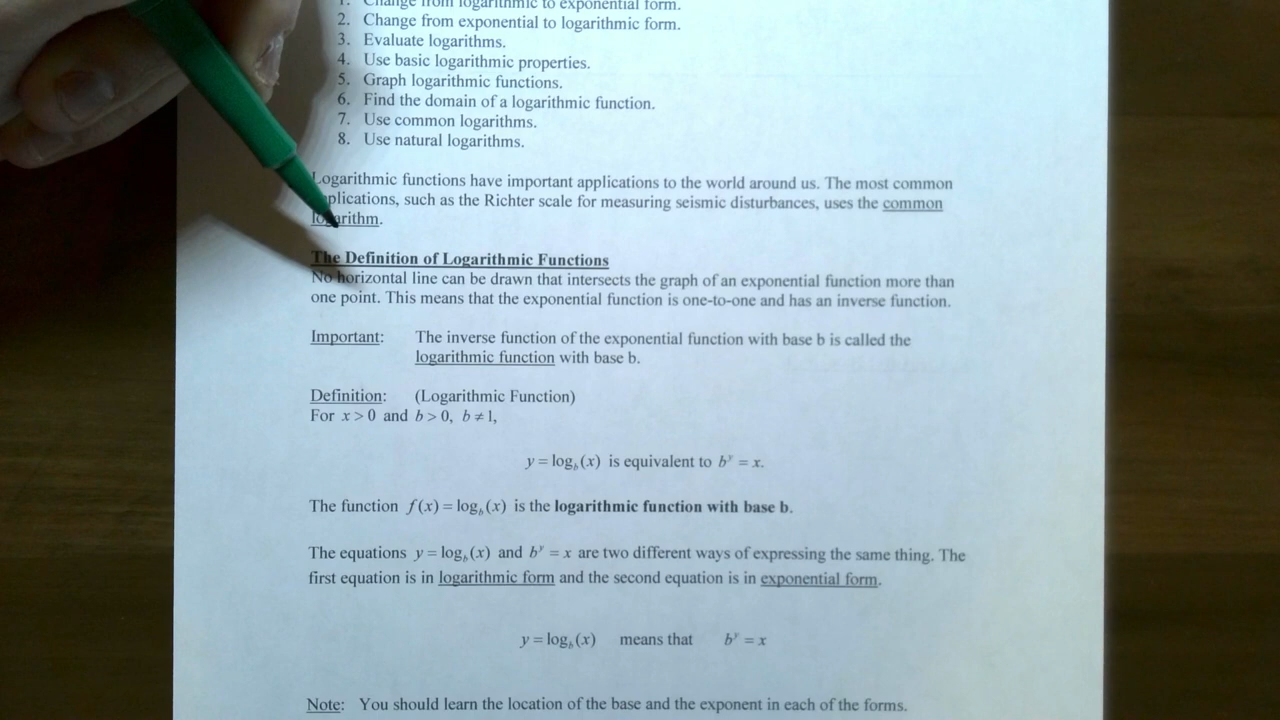 1. Change from logarithmic to exponential form.
2. Change from exponential to logarithmic form.
3. Evaluate logarithms.
4. Use basic logarithmic properties.
5. Graph logarithmic functions.
6. Find the domain of a logarithmic function.
7. Use common logarithms.
8. Use natural logarithms.
Logarithmic functions have important applications to the world around us. The most common
plications, such as the Richter scale for measuring seismic disturbances, uses the common
logarithm.
The Definition of Logarithmic Functions
No horizontal line can be drawn that intersects the graph of an exponential function more than
one point. This means that the exponential function is one-to-one and has an inverse function.
Important: The inverse function of the exponential function with base b is called the
logarithmic function with base b.
Definition: (Logarithmic Function)
For x > 0 and b > 0, b ≠ 1,
y = log_b(x) is equivalent to b^y = x.
The function f(x) = log_b(x) is the logarithmic function with base b.
The equations y = log_b(x) and b^y = x are two different ways of expressing the same thing. The
first equation is in logarithmic form and the second equation is in exponential form.
y = log_b(x) means that b^y = x
Note: You should learn the location of the base and the exponent in each of the forms.